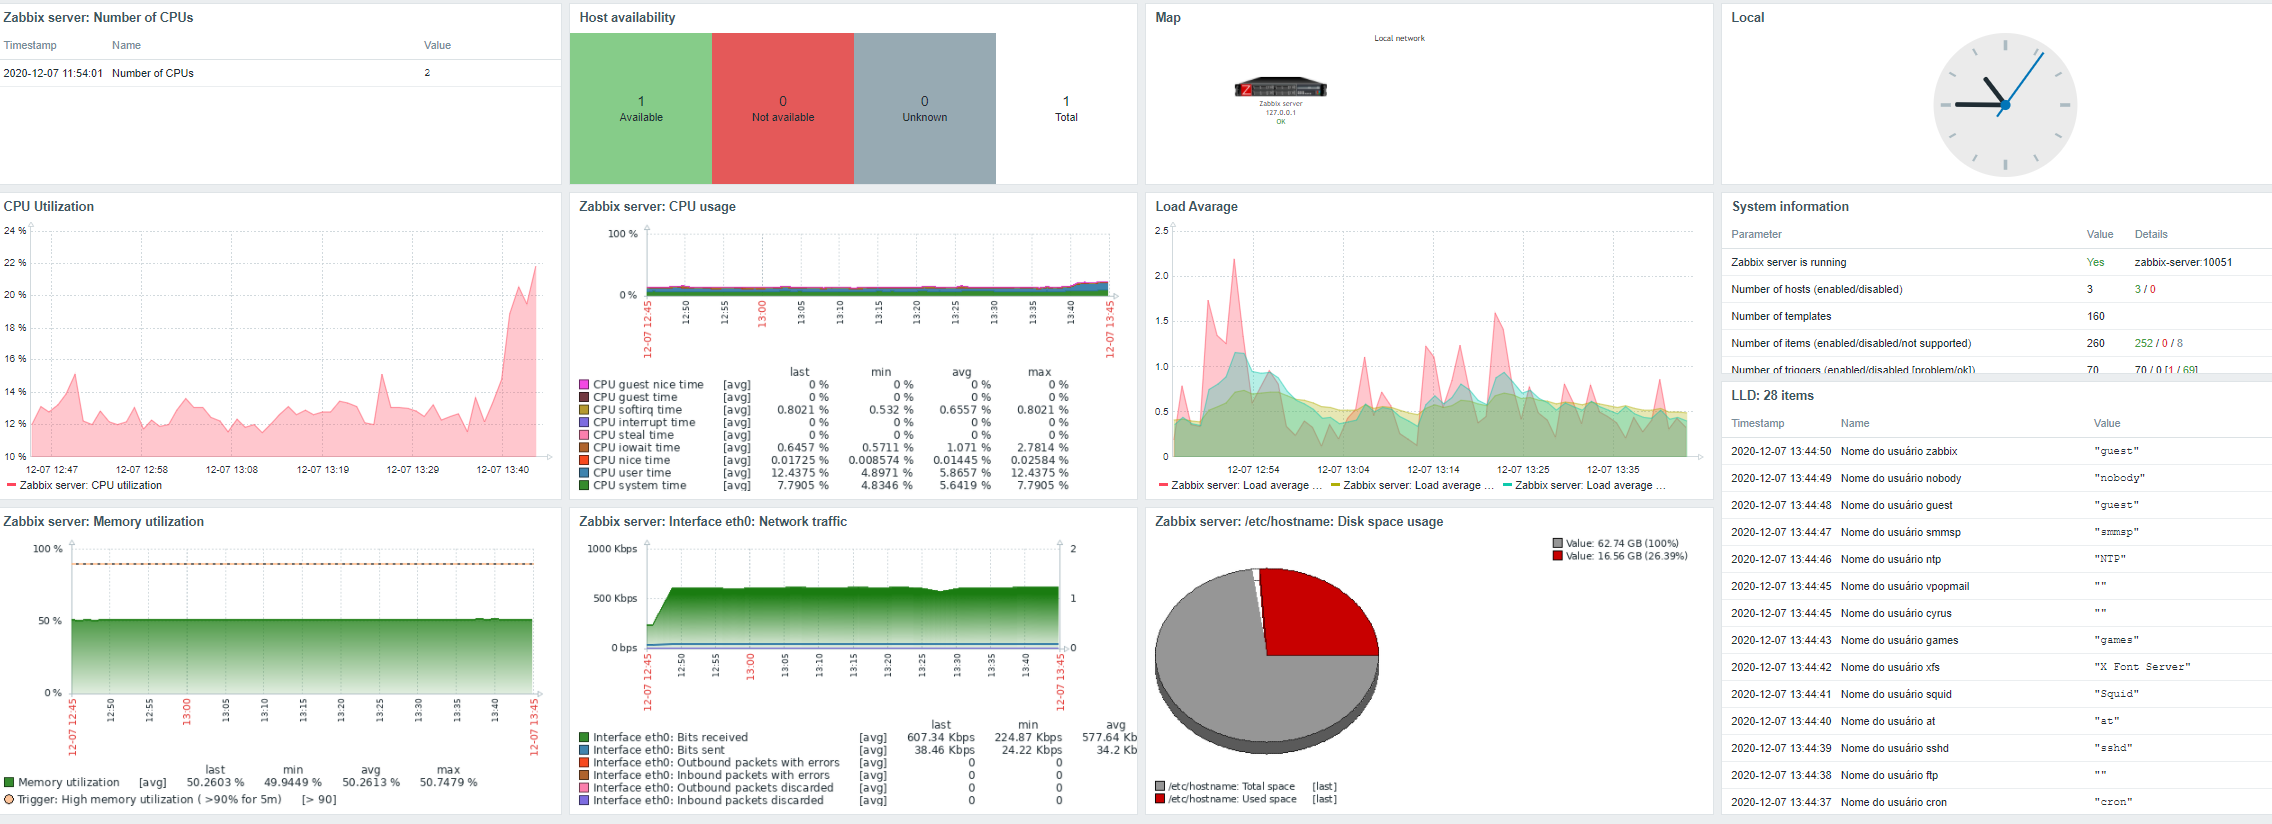 Zabbix server: Number of CPUs
Timestamp Name Value
2020-12-07 11:54:01 Number of CPUs 2
Host availability
1 0 0 1
Available Not available Unknown Total
Map
Local network
Zabbix server
127.0.0.1
OK
Local
CPU Utilization
24 %
22 %
20 %
18 %
16 %
14 %
12 %
10 %
12-07 12:47 12-07 12:58 12-07 13:08 12-07 13:19 12-07 13:29 12-07 13:40
Zabbix server: CPU utilization
Zabbix server: CPU usage
100 %
0 %
12-07 12:45 12:50 12:55 13:00 13:05 13:10 13:15 13:20 13:25 13:30 13:35 13:40 12-07 13:45
last min avg max
CPU guest nice time [avg] 0 % 0 % 0 % 0 %
CPU guest time [avg] 0 % 0 % 0 % 0 %
CPU softirq time [avg] 0.8021 % 0.532 % 0.6557 % 0.8021 %
CPU interrupt time [avg] 0 % 0 % 0 % 0 %
CPU steal time [avg] 0 % 0 % 0 % 0 %
CPU iowait time [avg] 0.6457 % 0.5711 % 1.071 % 2.7814 %
CPU nice time [avg] 0.01725 % 0.008574 % 0.01445 % 0.02584 %
CPU user time [avg] 12.4375 % 4.8971 % 5.8657 % 12.4375 %
CPU system time [avg] 7.7905 % 4.8346 % 5.6419 % 7.7905 %
Load Avarage
2.5
2.0
1.5
1.0
0.5
0
12-07 12:54 12-07 13:04 12-07 13:14 12-07 13:25 12-07 13:35
Zabbix server: Load average ... Zabbix server: Load average ... Zabbix server: Load average ...
System information
Parameter Value Details
Zabbix server is running Yes zabbix-server:10051
Number of hosts (enabled/disabled) 3 3 / 0
Number of templates 160
Number of items (enabled/disabled/not supported) 260 252 / 0 / 8
Number of triggers (enabled/disabled [problem/ok]) 70 70 / 0 [1 / 69]
LLD: 28 items
Timestamp Name Value
2020-12-07 13:44:50 Nome do usuário zabbix "guest"
2020-12-07 13:44:49 Nome do usuário nobody "nobody"
2020-12-07 13:44:48 Nome do usuário guest "guest"
2020-12-07 13:44:47 Nome do usuário smmsp "smmsp"
2020-12-07 13:44:46 Nome do usuário ntp "NTP"
2020-12-07 13:44:45 Nome do usuário vpopmail ""
2020-12-07 13:44:45 Nome do usuário cyrus ""
2020-12-07 13:44:43 Nome do usuário games "games"
2020-12-07 13:44:42 Nome do usuário xfs "X Font Server"
2020-12-07 13:44:41 Nome do usuário squid "Squid"
2020-12-07 13:44:40 Nome do usuário at "at"
2020-12-07 13:44:39 Nome do usuário sshd "sshd"
2020-12-07 13:44:38 Nome do usuário ftp ""
2020-12-07 13:44:37 Nome do usuário cron "cron"
Zabbix server: Memory utilization
100 %
50 %
0 %
12-07 12:45 12:50 12:55 13:00 13:05 13:10 13:15 13:20 13:25 13:30 13:35 13:40 12-07 13:45
last min avg max
Memory utilization [avg] 50.2603 % 49.9449 % 50.2613 % 50.7479 %
Trigger: High memory utilization ( >90% for 5m) [> 90]
Zabbix server: Interface eth0: Network traffic
1000 Kbps 2
500 Kbps 1
0 bps 0
12-07 12:45 12:50 12:55 13:00 13:05 13:10 13:15 13:20 13:25 13:30 13:35 13:40 12-07 13:45
last min avg
Interface eth0: Bits received [avg] 607.34 Kbps 224.87 Kbps 577.64 Kb
Interface eth0: Bits sent [avg] 38.46 Kbps 24.22 Kbps 34.2 Kb
Interface eth0: Outbound packets with errors [avg] 0 0
Interface eth0: Inbound packets with errors [avg] 0 0
Interface eth0: Outbound packets discarded [avg] 0 0
Interface eth0: Inbound packets discarded [avg] 0 0
Zabbix server: /etc/hostname: Disk space usage
Value: 62.74 GB (100%)
Value: 16.56 GB (26.39%)
/etc/hostname: Total space [last]
/etc/hostname: Used space [last]